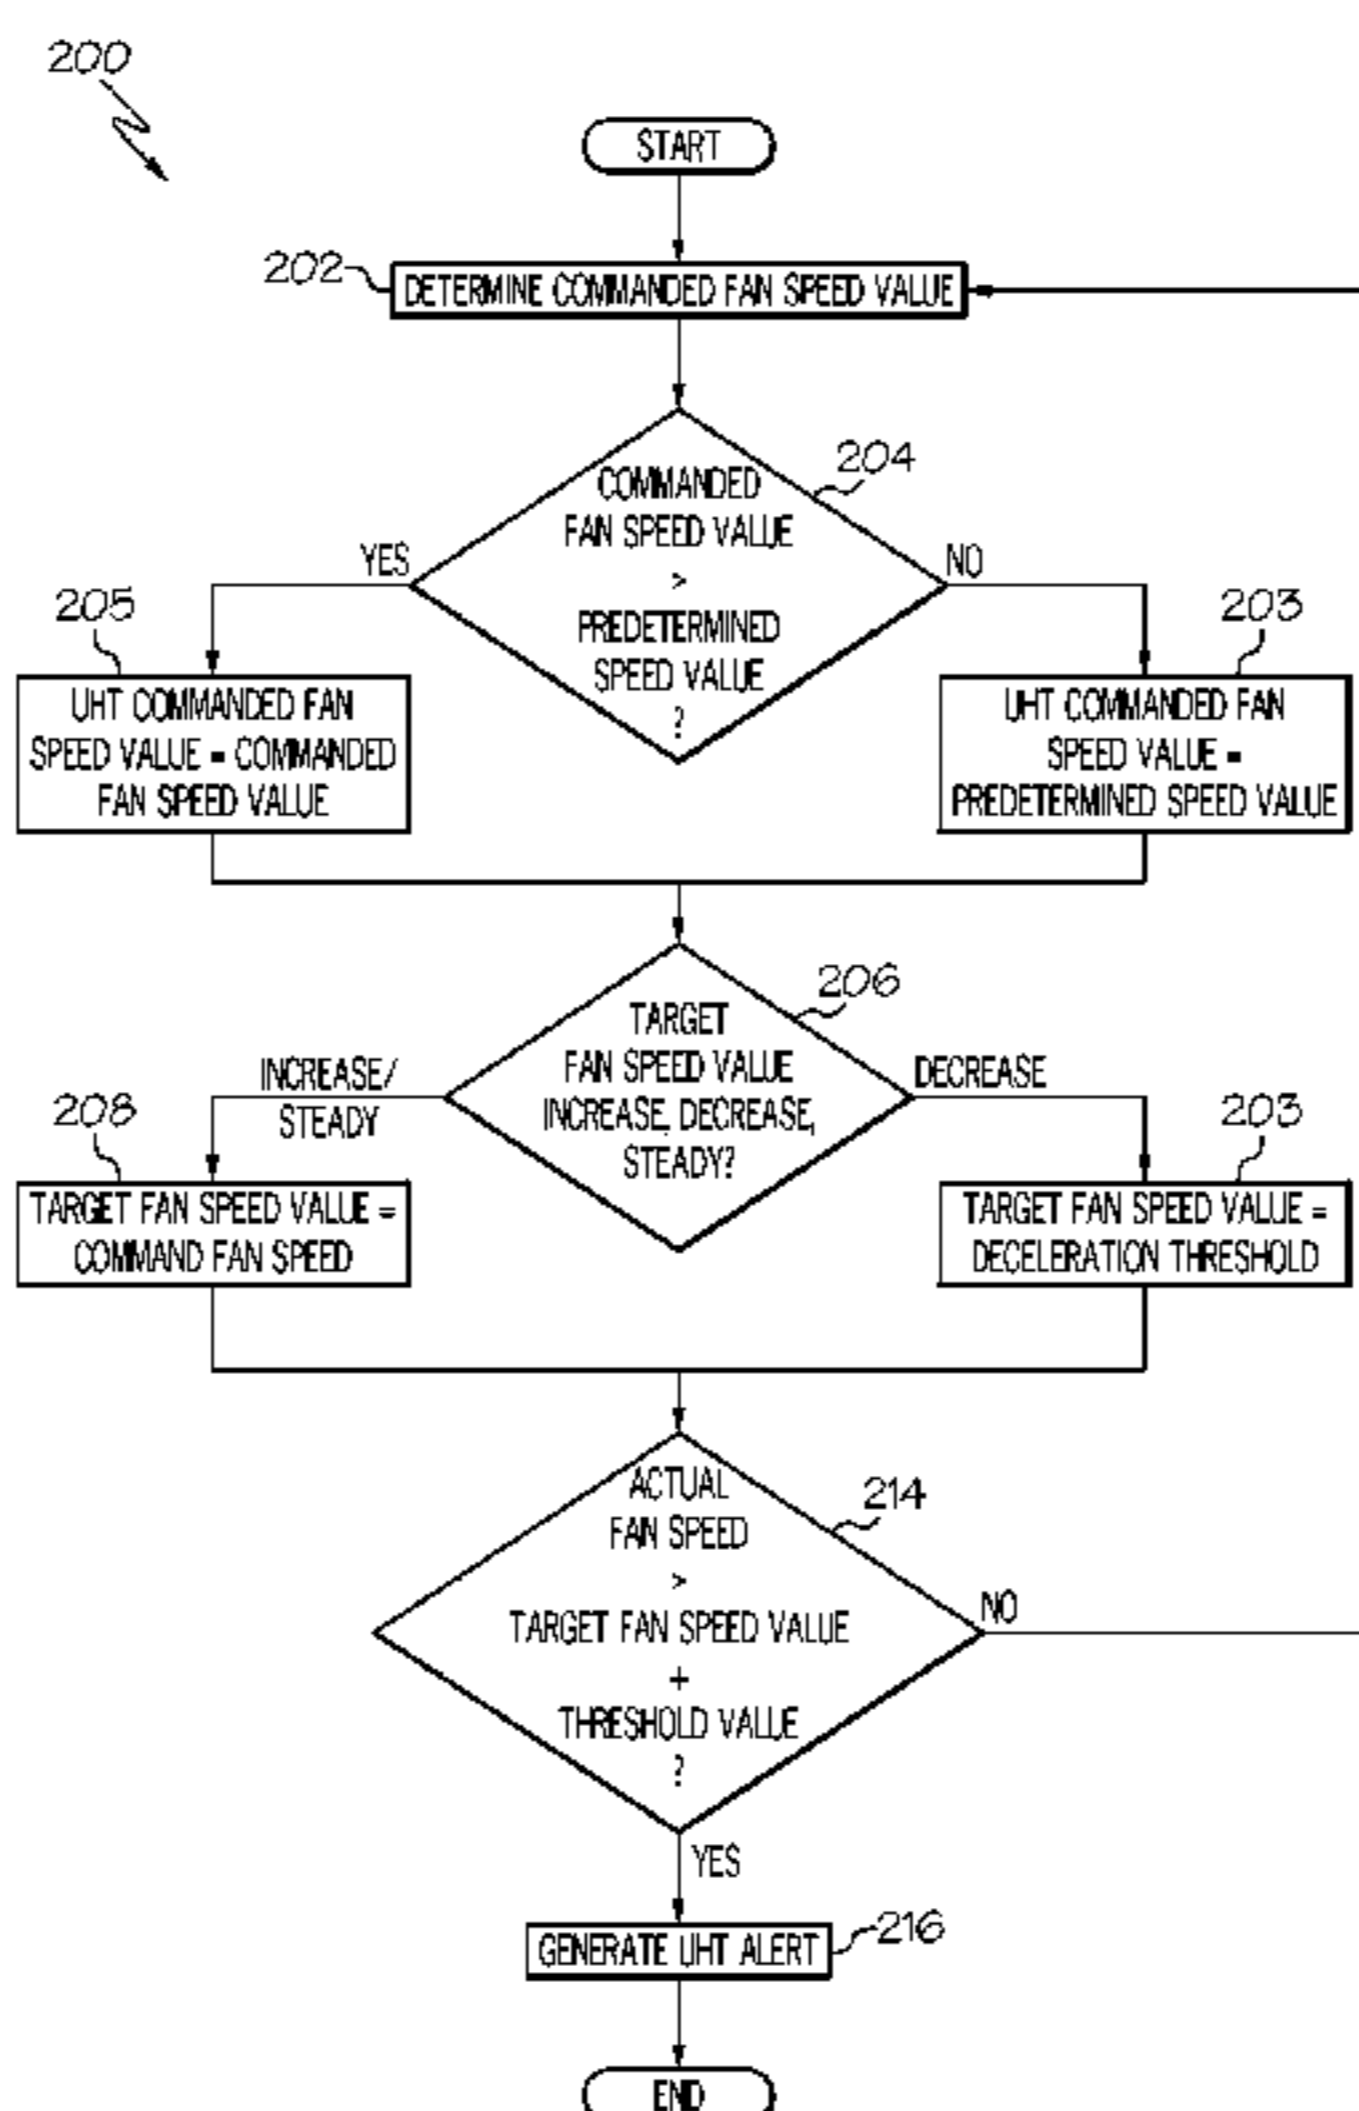 200
START
202
DETERMINE COMMANDED FAN SPEED VALUE
204
COMMANDED
FAN SPEED VALUE
>
PREDETERMINED
SPEED VALUE
?
YES
NO
205
UHT COMMANDED FAN
SPEED VALUE = COMMANDED
FAN SPEED VALUE
203
UHT COMMANDED FAN
SPEED VALUE =
PREDETERMINED SPEED VALUE
206
TARGET
FAN SPEED VALUE
INCREASE, DECREASE,
STEADY?
INCREASE/
STEADY
DECREASE
208
TARGET FAN SPEED VALUE =
COMMAND FAN SPEED
203
TARGET FAN SPEED VALUE =
DECELERATION THRESHOLD
214
ACTUAL
FAN SPEED
>
TARGET FAN SPEED VALUE
+
THRESHOLD VALUE
?
NO
YES
GENERATE UHT ALERT
216
END